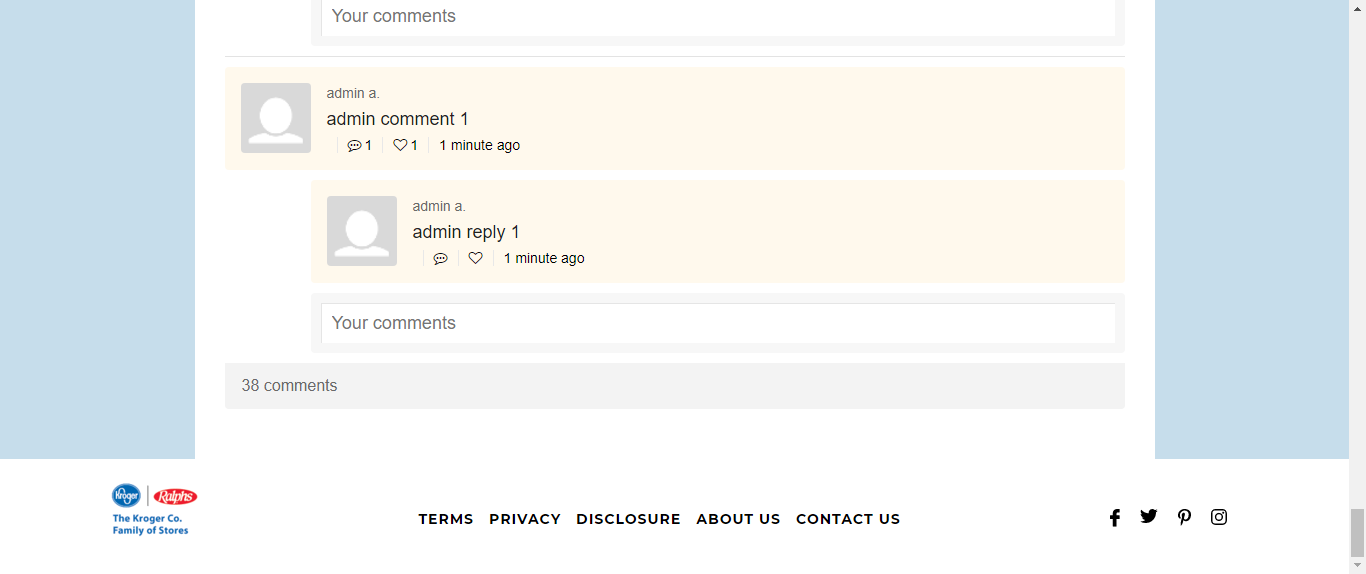 Your comments
admin a.
admin comment 1
1 1 1 minute ago
admin a.
admin reply 1
1 minute ago
Your comments
38 comments
Kroger Ralphs
The Kroger Co.
Family of Stores
TERMS PRIVACY DISCLOSURE ABOUT US CONTACT US